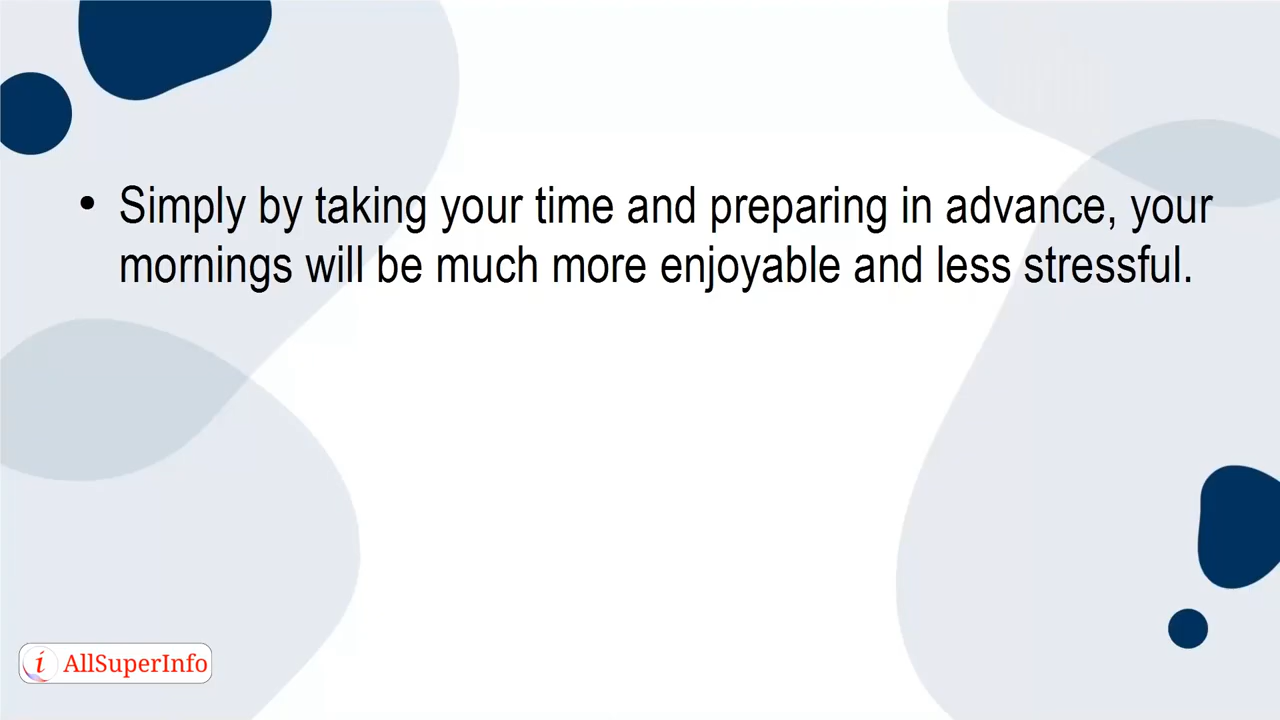 • Simply by taking your time and preparing in advance, your
mornings will be much more enjoyable and less stressful.
i AllSuperInfo